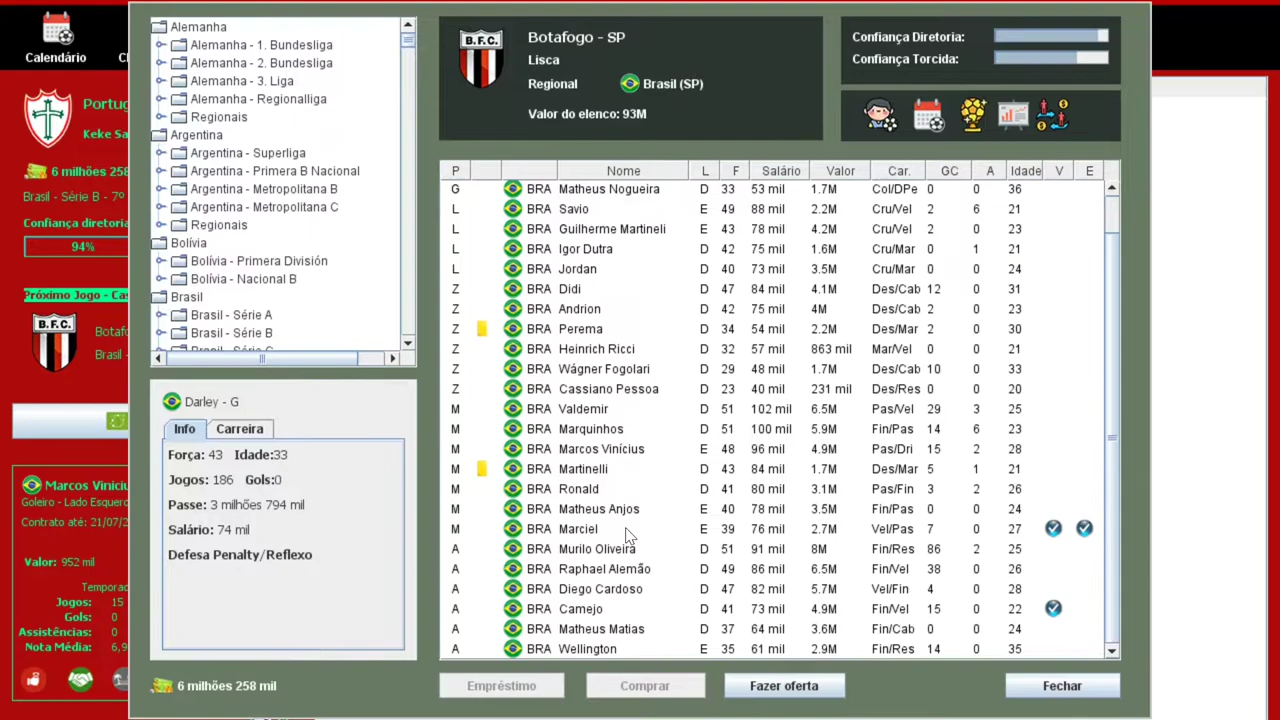 Calendário
Portug
Keke Sa
6 milhões 258
Brasil - Série B - 7º
Confiança diretoria
94%
Próximo Jogo - Cas
B.F.C.
Botafo
Brasil -
Marcos Viniciu
Goleiro - Lado Esquerd
Contrato até: 21/07/2
Valor: 952 mil
Temporad
Jogos: 15
Gols: 0
Assistências: 0
Nota Média: 6,9
Alemanha
Alemanha - 1. Bundesliga
Alemanha - 2. Bundesliga
Alemanha - 3. Liga
Alemanha - Regionalliga
Regionais
Argentina
Argentina - Superliga
Argentina - Primera B Nacional
Argentina - Metropolitana B
Argentina - Metropolitana C
Regionais
Bolívia
Bolívia - Primera División
Bolívia - Nacional B
Brasil
Brasil - Série A
Brasil - Série B
Brasil - Série C
Darley - G
Info Carreira
Força: 43 Idade:33
Jogos: 186 Gols:0
Passe: 3 milhões 794 mil
Salário: 74 mil
Defesa Penalty/Reflexo
6 milhões 258 mil
B.F.C.
Botafogo - SP
Lisca
Regional Brasil (SP)
Valor do elenco: 93M
Confiança Diretoria:
Confiança Torcida:
P Nome L F Salário Valor Car. GC A Idade V E
G BRA Matheus Nogueira D 33 53 mil 1.7M Col/DPe 0 0 36
L BRA Savio E 49 88 mil 2.2M Cru/Vel 2 6 21
L BRA Guilherme Martineli E 43 78 mil 4.2M Cru/Vel 2 0 23
L BRA Igor Dutra D 42 75 mil 1.6M Cru/Mar 0 1 21
L BRA Jordan D 40 73 mil 3.5M Cru/Mar 0 0 24
Z BRA Didi D 47 84 mil 4.1M Des/Cab 12 0 31
Z BRA Andrion D 42 75 mil 4M Des/Cab 2 0 23
Z BRA Perema D 34 54 mil 2.2M Des/Mar 2 0 30
Z BRA Heinrich Ricci D 32 57 mil 863 mil Mar/Vel 0 0 21
Z BRA Wágner Fogolari D 29 48 mil 1.7M Des/Cab 10 0 33
Z BRA Cassiano Pessoa D 23 40 mil 231 mil Des/Res 0 0 20
M BRA Valdemir D 51 102 mil 6.5M Pas/Vel 29 3 25
M BRA Marquinhos D 51 100 mil 5.9M Fin/Pas 14 6 23
M BRA Marcos Vinícius E 48 96 mil 4.9M Pas/Dri 15 2 28
M BRA Martinelli D 43 84 mil 1.7M Des/Mar 5 1 21
M BRA Ronald D 41 80 mil 3.1M Pas/Fin 3 2 26
M BRA Matheus Anjos E 40 78 mil 3.5M Pas/Fin 0 0 24
M BRA Marciel E 39 76 mil 2.7M Vel/Pas 7 0 27
A BRA Murilo Oliveira D 51 91 mil 8M Fin/Res 86 2 25
A BRA Raphael Alemão D 49 86 mil 6.5M Fin/Vel 38 0 26
A BRA Diego Cardoso D 47 82 mil 5.7M Vel/Fin 4 0 28
A BRA Camejo D 41 73 mil 4.9M Fin/Vel 15 0 22
A BRA Matheus Matias D 37 64 mil 3.6M Fin/Cab 0 0 24
A BRA Wellington E 35 61 mil 2.9M Fin/Res 14 0 35
Empréstimo Comprar Fazer oferta Fechar